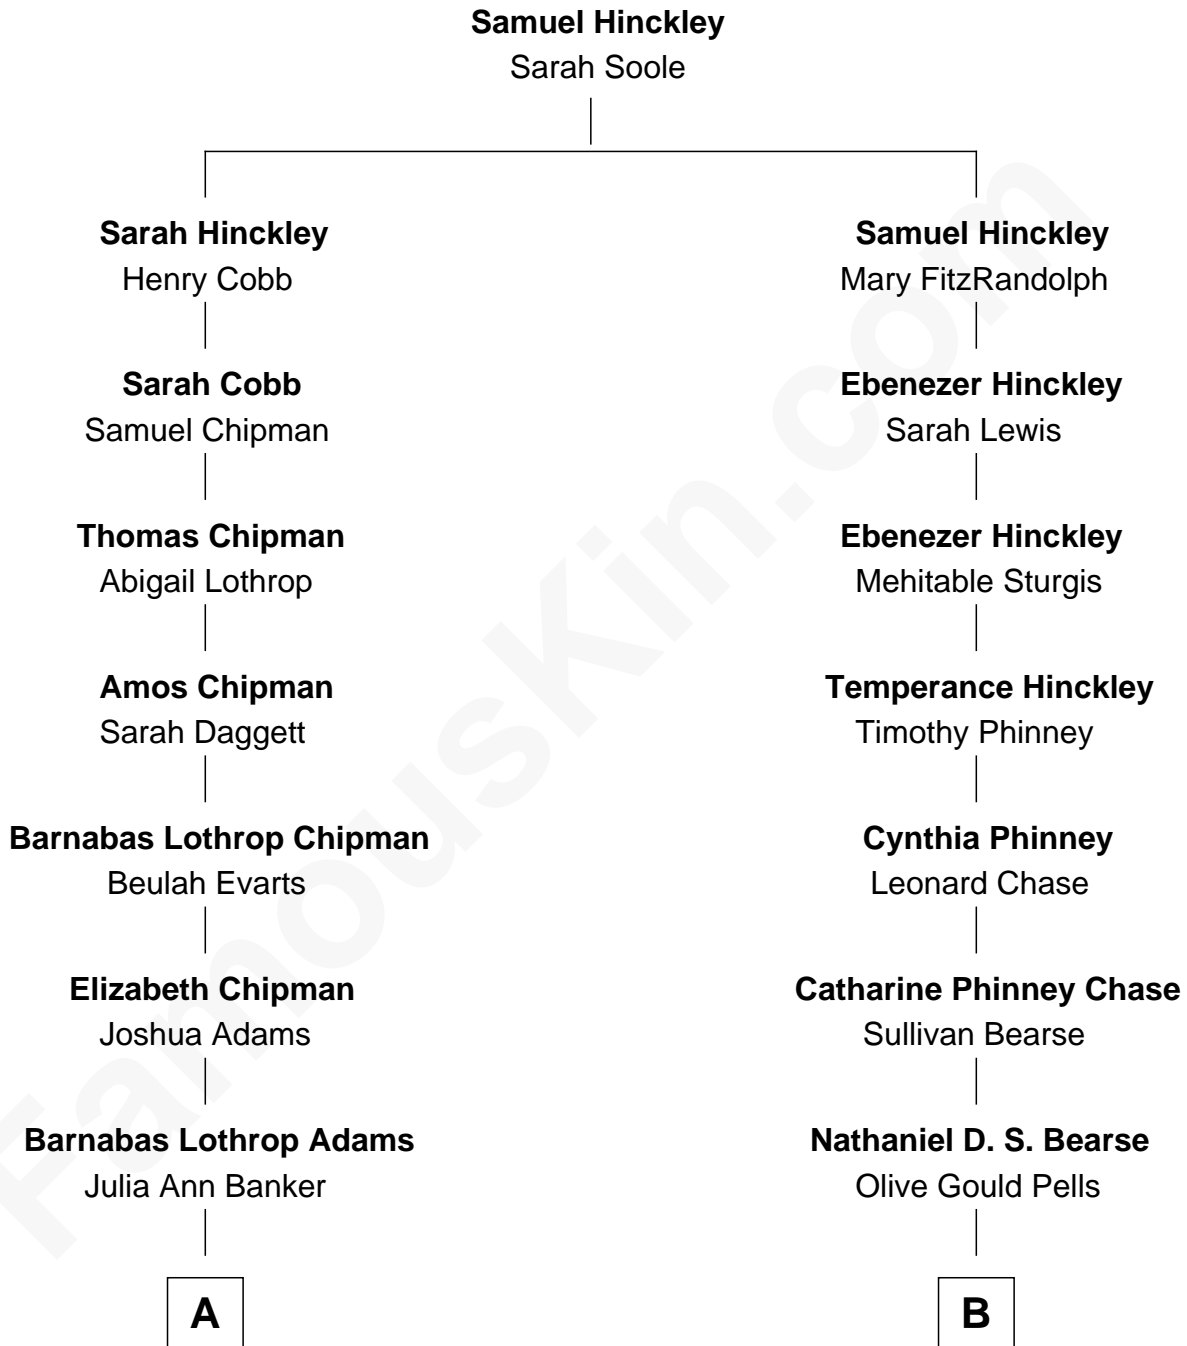 Samuel Hinckley
Sarah Soole
Sarah Hinckley
Henry Cobb
Samuel Hinckley
Mary FitzRandolph
Sarah Cobb
Samuel Chipman
Ebenezer Hinckley
Sarah Lewis
Thomas Chipman
Abigail Lothrop
Ebenezer Hinckley
Mehitable Sturgis
Amos Chipman
Sarah Daggett
Temperance Hinckley
Timothy Phinney
Barnabas Lothrop Chipman
Beulah Evarts
Cynthia Phinney
Leonard Chase
Elizabeth Chipman
Joshua Adams
Catharine Phinney Chase
Sullivan Bearse
Barnabas Lothrop Adams
Julia Ann Banker
Nathaniel D. S. Bearse
Olive Gould Pells
A
B
FamousKin.com